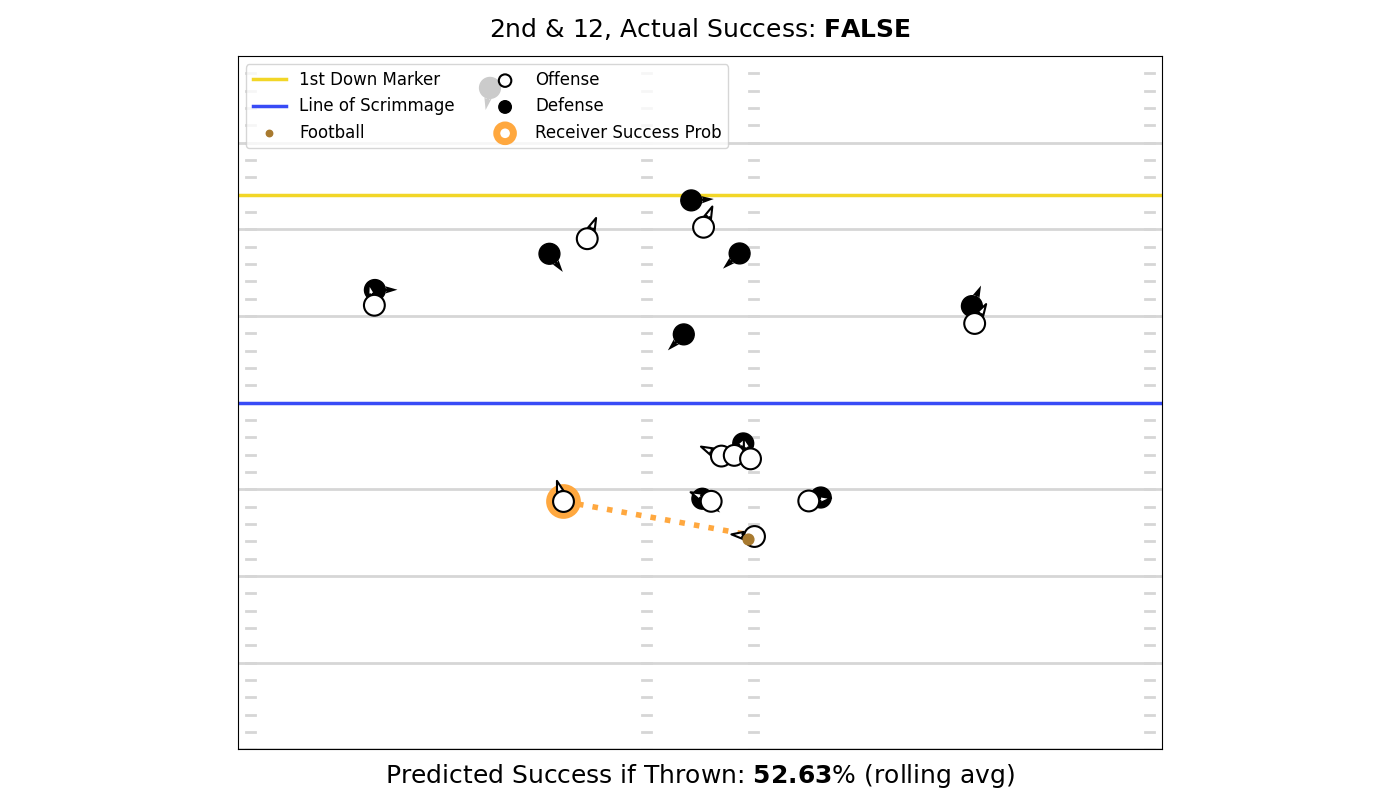 2nd & 12, Actual Success: FALSE
1st Down Marker
Line of Scrimmage
Football
Offense
Defense
Receiver Success Prob
Predicted Success if Thrown: 52.63% (rolling avg)